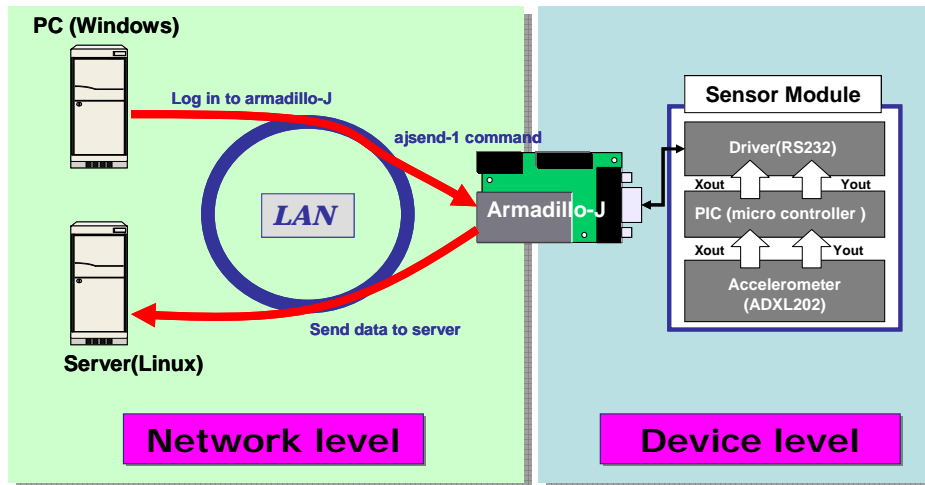 PC (Windows)
Log in to armadillo-J
ajsend-1 command
LAN
Armadillo-J
Send data to server
Server(Linux)
Network level
Sensor Module
Driver(RS232)
Xout
Yout
PIC (micro controller )
Xout
Yout
Accelerometer
(ADXL202)
Device level